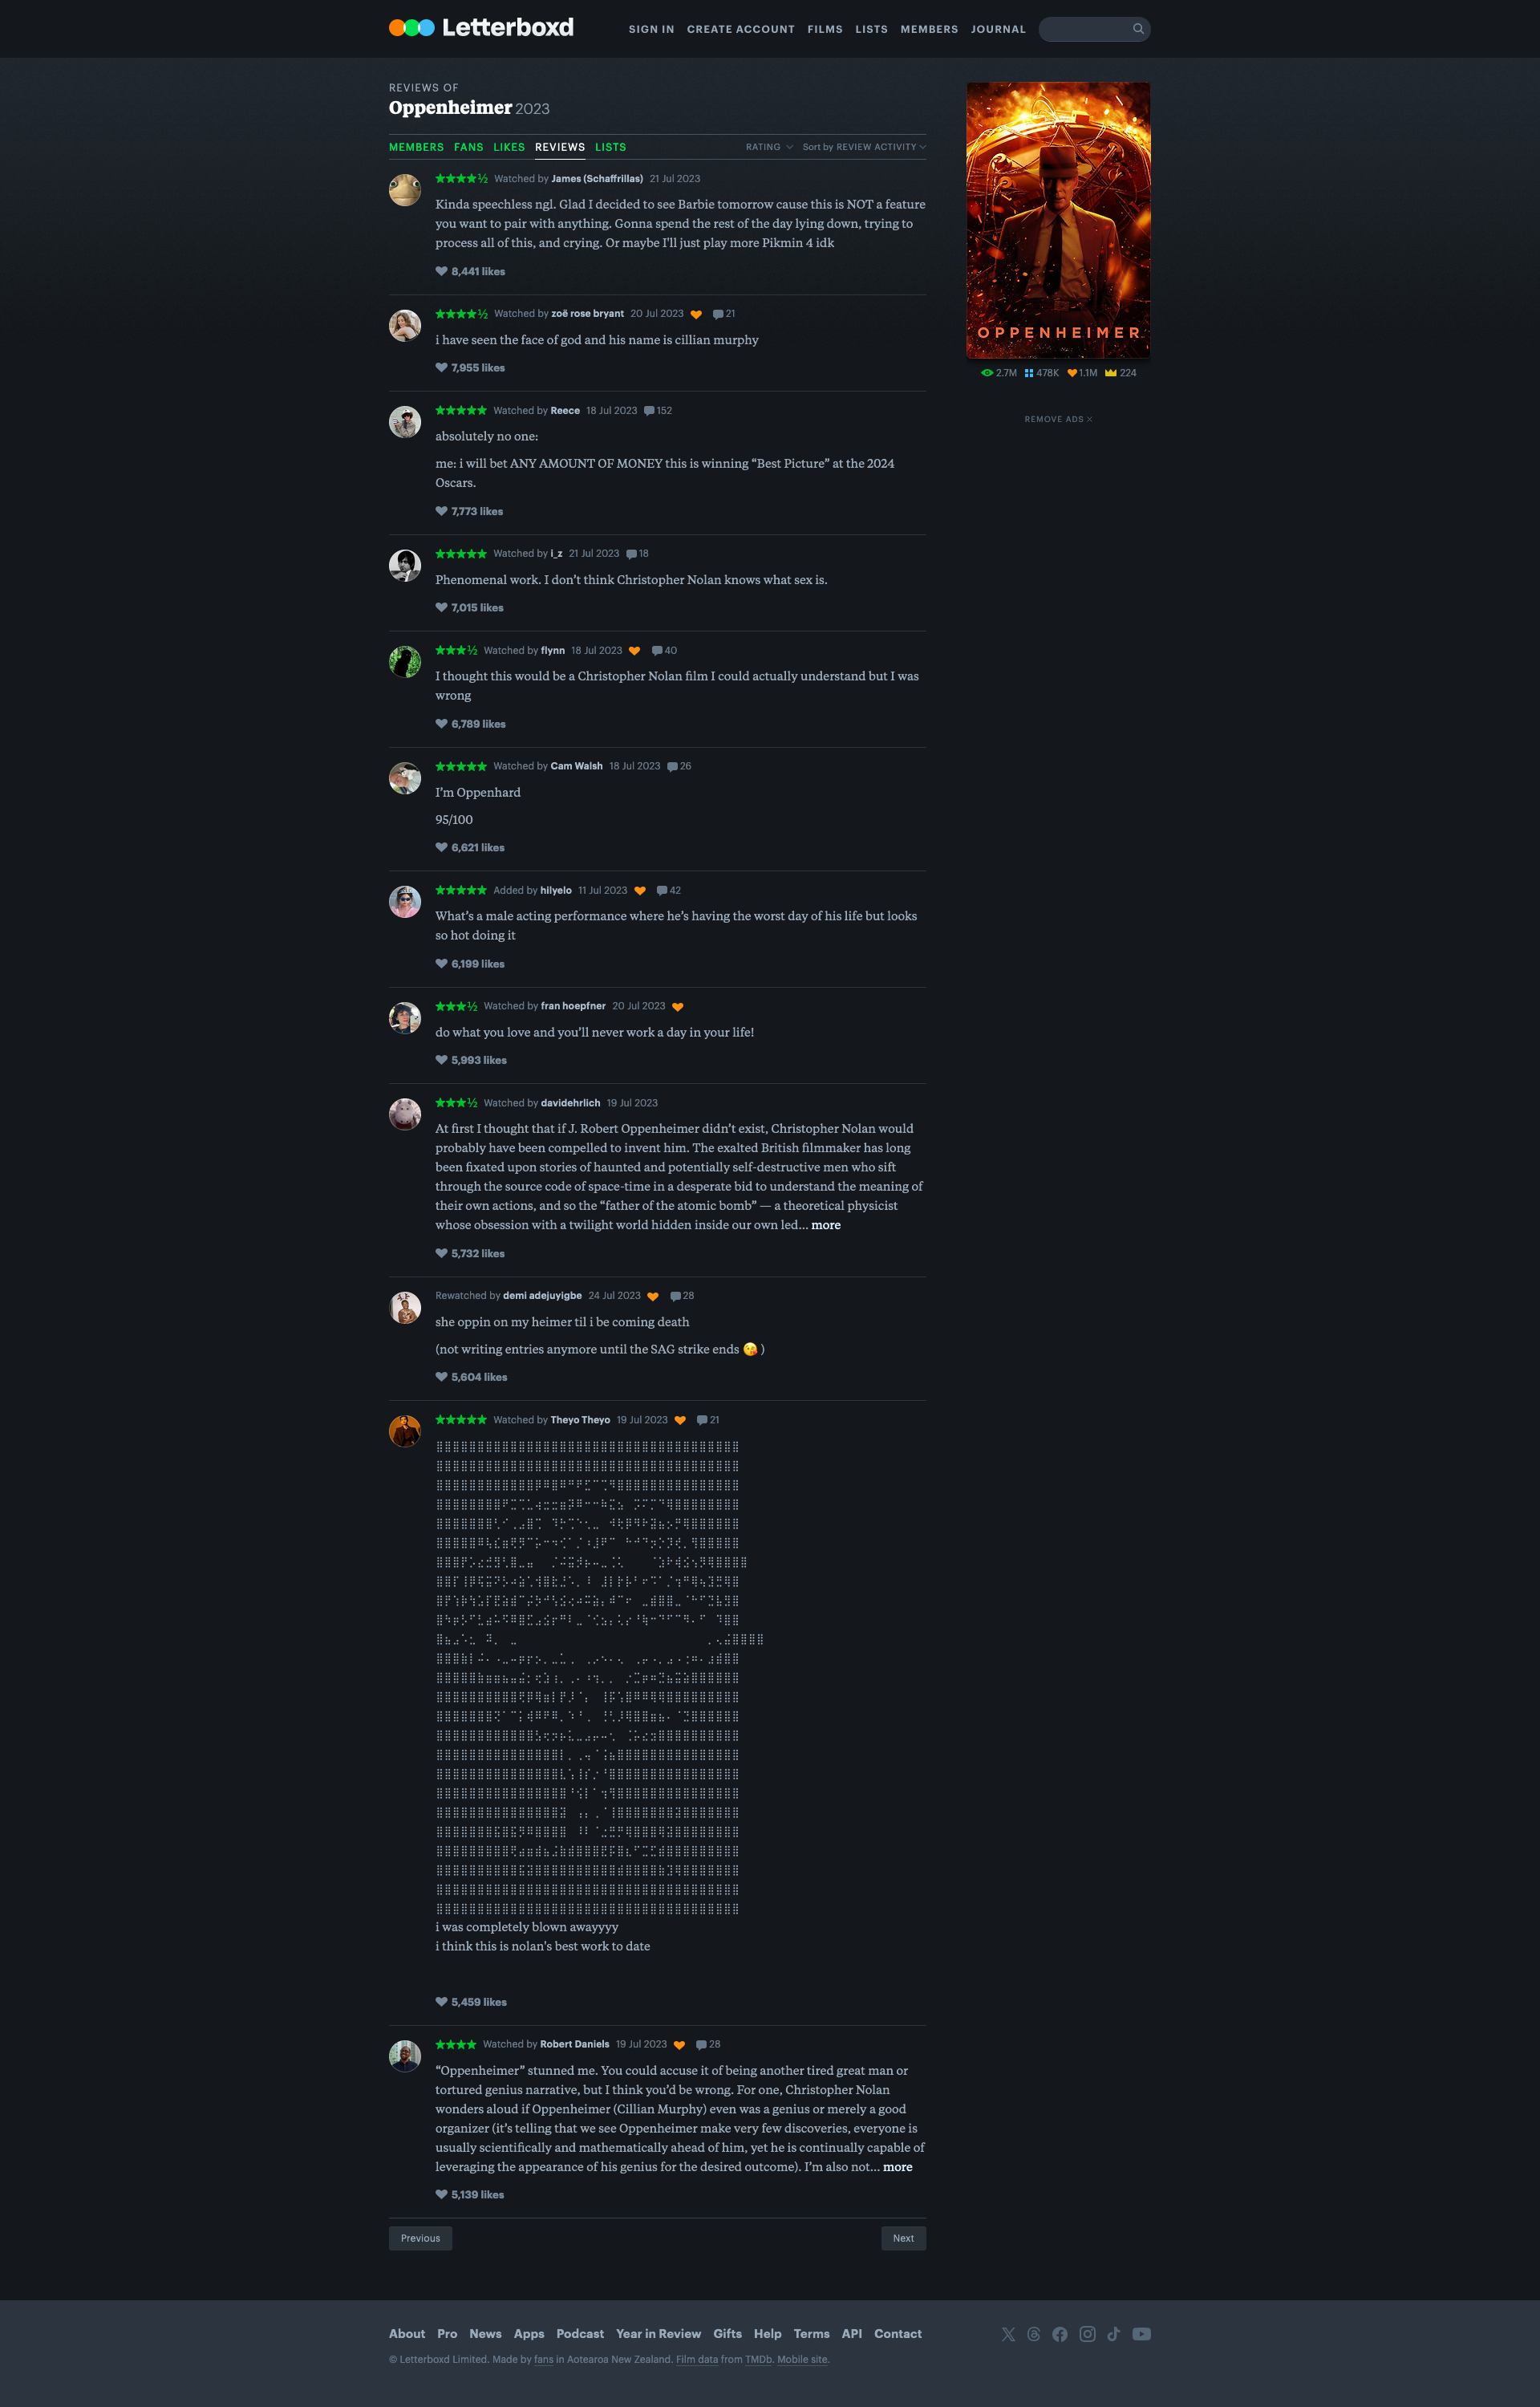 Letterboxd
SIGN IN CREATE ACCOUNT FILMS LISTS MEMBERS JOURNAL
REVIEWS OF
Oppenheimer 2023
MEMBERS FANS LIKES REVIEWS LISTS
RATING Sort by REVIEW ACTIVITY
OPPENHEIMER
2.7M 478K 1.1M 224
REMOVE ADS
★★★★½ Watched by James (Schaffrillas) 21 Jul 2023
Kinda speechless ngl. Glad I decided to see Barbie tomorrow cause this is NOT a feature
you want to pair with anything. Gonna spend the rest of the day lying down, trying to
process all of this, and crying. Or maybe I'll just play more Pikmin 4 idk
8,441 likes
★★★★½ Watched by zoë rose bryant 20 Jul 2023 21
i have seen the face of god and his name is cillian murphy
7,955 likes
★★★★★ Watched by Reece 18 Jul 2023 152
absolutely no one:
me: i will bet ANY AMOUNT OF MONEY this is winning “Best Picture” at the 2024
Oscars.
7,773 likes
★★★★★ Watched by i_z 21 Jul 2023 18
Phenomenal work. I don’t think Christopher Nolan knows what sex is.
7,015 likes
★★★½ Watched by flynn 18 Jul 2023 40
I thought this would be a Christopher Nolan film I could actually understand but I was
wrong
6,789 likes
★★★★★ Watched by Cam Walsh 18 Jul 2023 26
I’m Oppenhard
95/100
6,621 likes
★★★★★ Added by hilyelo 11 Jul 2023 42
What’s a male acting performance where he’s having the worst day of his life but looks
so hot doing it
6,199 likes
★★★½ Watched by fran hoepfner 20 Jul 2023
do what you love and you’ll never work a day in your life!
5,993 likes
★★★½ Watched by davidehrlich 19 Jul 2023
At first I thought that if J. Robert Oppenheimer didn’t exist, Christopher Nolan would
probably have been compelled to invent him. The exalted British filmmaker has long
been fixated upon stories of haunted and potentially self-destructive men who sift
through the source code of space-time in a desperate bid to understand the meaning of
their own actions, and so the “father of the atomic bomb” — a theoretical physicist
whose obsession with a twilight world hidden inside our own led… more
5,732 likes
Rewatched by demi adejuyigbe 24 Jul 2023 28
she oppin on my heimer til i be coming death
(not writing entries anymore until the SAG strike ends 😘 )
5,604 likes
★★★★★ Watched by Theyo Theyo 19 Jul 2023 21
i was completely blown awayyyy
i think this is nolan's best work to date
5,459 likes
★★★★ Watched by Robert Daniels 19 Jul 2023 28
“Oppenheimer” stunned me. You could accuse it of being another tired great man or
tortured genius narrative, but I think you’d be wrong. For one, Christopher Nolan
wonders aloud if Oppenheimer (Cillian Murphy) even was a genius or merely a good
organizer (it’s telling that we see Oppenheimer make very few discoveries, everyone is
usually scientifically and mathematically ahead of him, yet he is continually capable of
leveraging the appearance of his genius for the desired outcome). I’m also not… more
5,139 likes
Previous Next
About Pro News Apps Podcast Year in Review Gifts Help Terms API Contact
© Letterboxd Limited. Made by fans in Aotearoa New Zealand. Film data from TMDb. Mobile site.